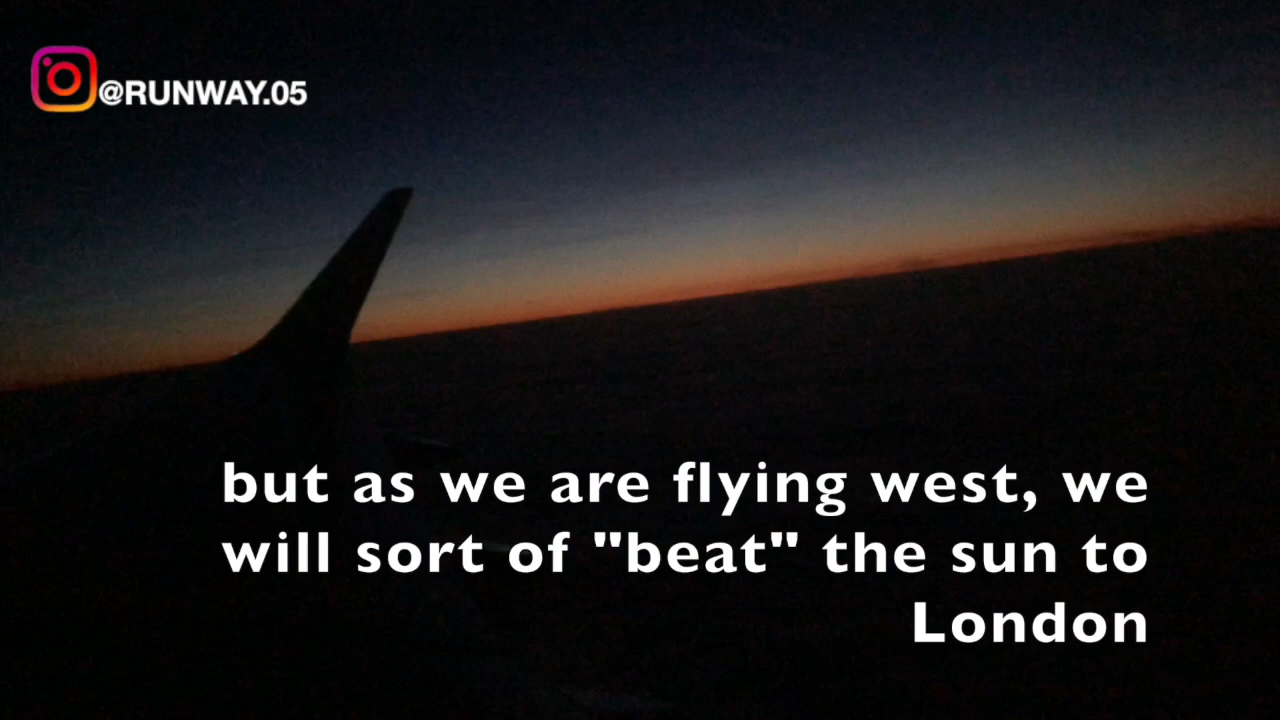 @RUNWAY.05
but as we are flying west, we
will sort of "beat" the sun to
London